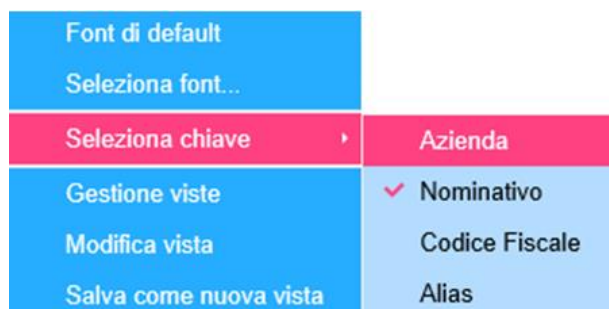 Font di default
Seleziona font...
Seleziona chiave
Azienda
Gestione viste
Nominativo
Modifica vista
Codice Fiscale
Salva come nuova vista
Alias